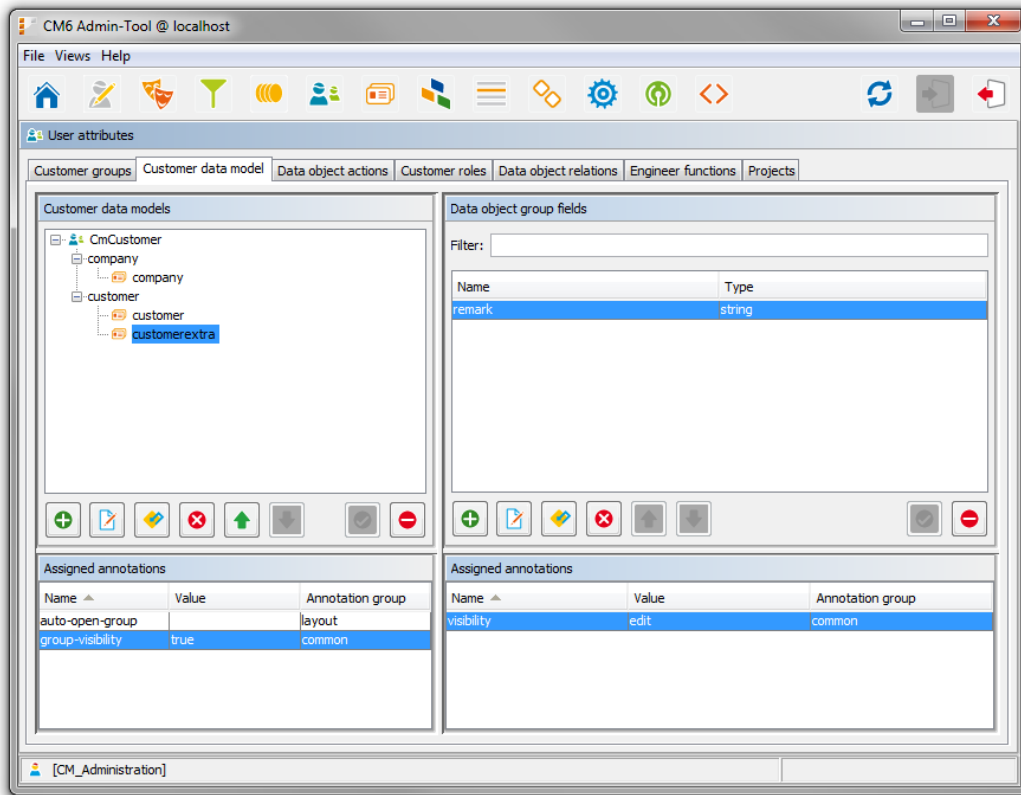 CM6 Admin-Tool @ localhost
File Views Help
User attributes
Customer groups Customer data model Data object actions Customer roles Data object relations Engineer functions Projects
Customer data models
CmCustomer
company
company
customer
customer
customerextra
Data object group fields
Filter:
Name Type
remark string
Assigned annotations
Name Value Annotation group
auto-open-group layout
group-visibility true common
Assigned annotations
Name Value Annotation group
visibility edit common
[CM_Administration]